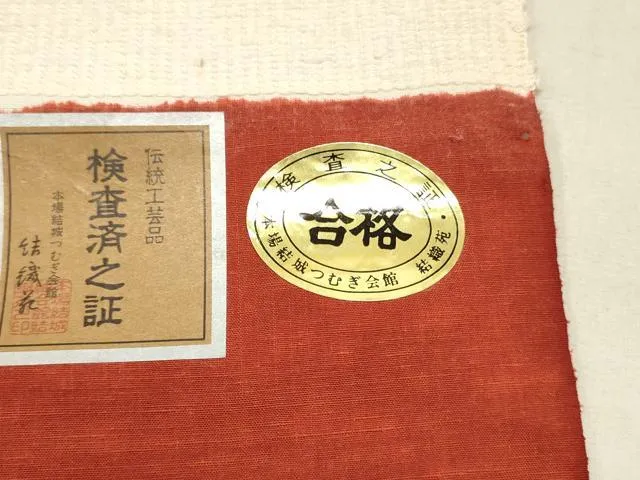 伝統工芸品
検査済之証
本場結城つむぎ会館
結織苑
検査之証
合格
本場結城つむぎ会館 結織苑・